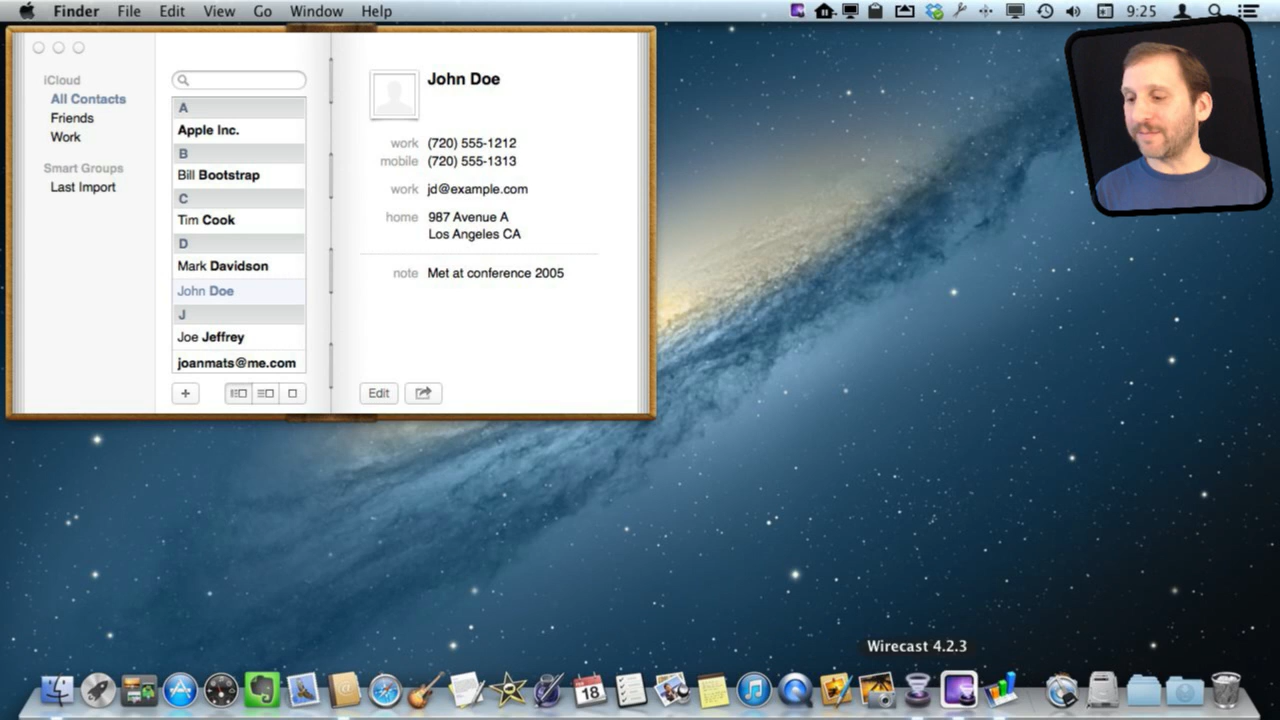 Finder File Edit View Go Window Help 9:25
iCloud
All Contacts
Friends
Work
Smart Groups
Last Import
A
Apple Inc.
B
Bill Bootstrap
C
Tim Cook
D
Mark Davidson
John Doe
J
Joe Jeffrey
joanmats@me.com
John Doe
work (720) 555-1212
mobile (720) 555-1313
work jd@example.com
home 987 Avenue A
Los Angeles CA
note Met at conference 2005
Edit
Wirecast 4.2.3
18